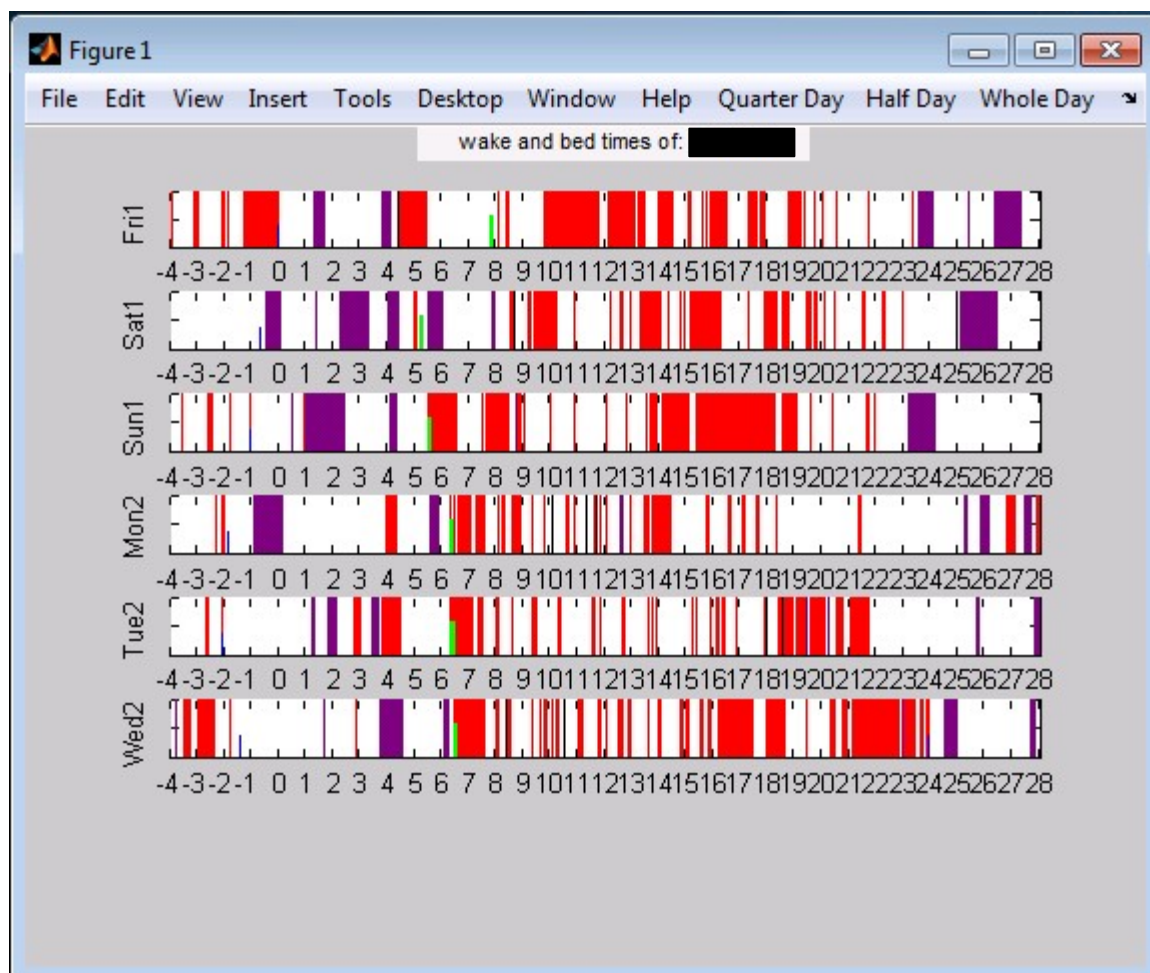 Figure 1
File Edit View Insert Tools Desktop Window Help Quarter Day Half Day Whole Day
wake and bed times of:
Fri1
-4 -3 -2 -1 0 1 2 3 4 5 6 7 8 9 10 11 12 13 14 15 16 17 18 19 20 21 22 23 24 25 26 27 28
Sat1
-4 -3 -2 -1 0 1 2 3 4 5 6 7 8 9 10 11 12 13 14 15 16 17 18 19 20 21 22 23 24 25 26 27 28
Sun1
-4 -3 -2 -1 0 1 2 3 4 5 6 7 8 9 10 11 12 13 14 15 16 17 18 19 20 21 22 23 24 25 26 27 28
Mon2
-4 -3 -2 -1 0 1 2 3 4 5 6 7 8 9 10 11 12 13 14 15 16 17 18 19 20 21 22 23 24 25 26 27 28
Tue2
-4 -3 -2 -1 0 1 2 3 4 5 6 7 8 9 10 11 12 13 14 15 16 17 18 19 20 21 22 23 24 25 26 27 28
Wed2
-4 -3 -2 -1 0 1 2 3 4 5 6 7 8 9 10 11 12 13 14 15 16 17 18 19 20 21 22 23 24 25 26 27 28